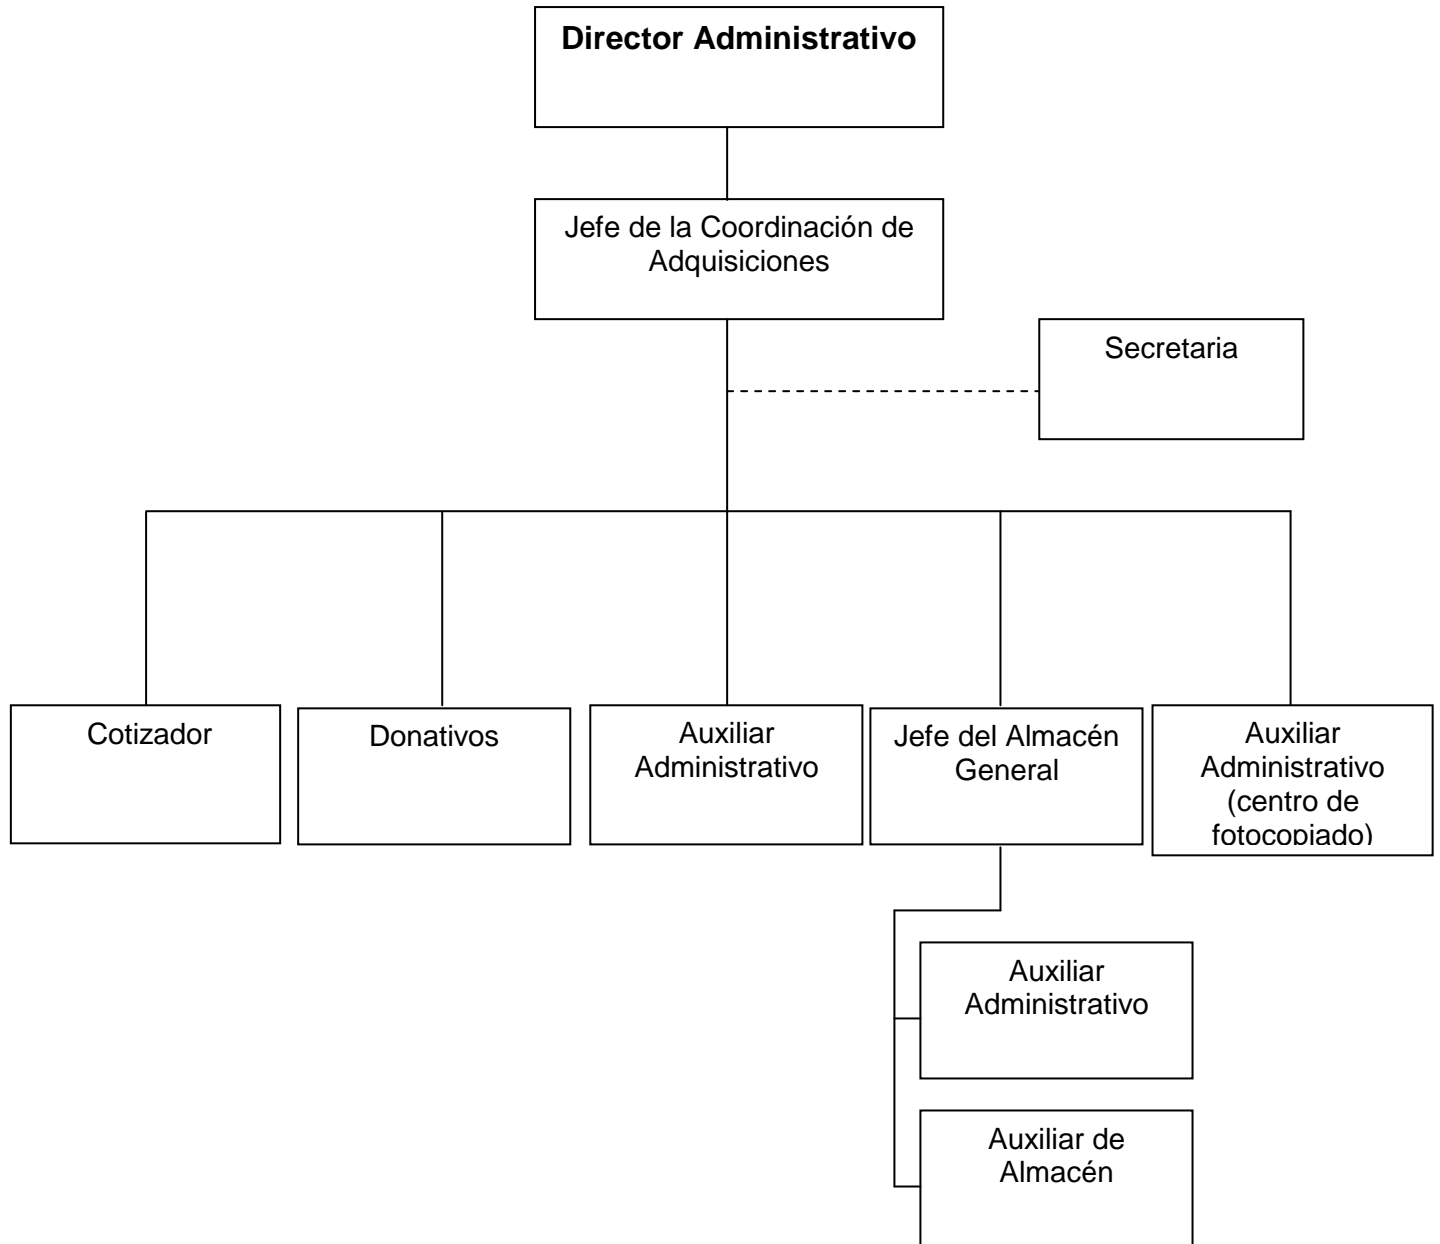 Director Administrativo
Jefe de la Coordinación de
Adquisiciones
Secretaria
Cotizador
Donativos
Auxiliar
Administrativo
Jefe del Almacén
General
Auxiliar
Administrativo
(centro de
fotocopiado)
Auxiliar
Administrativo
Auxiliar de
Almacén